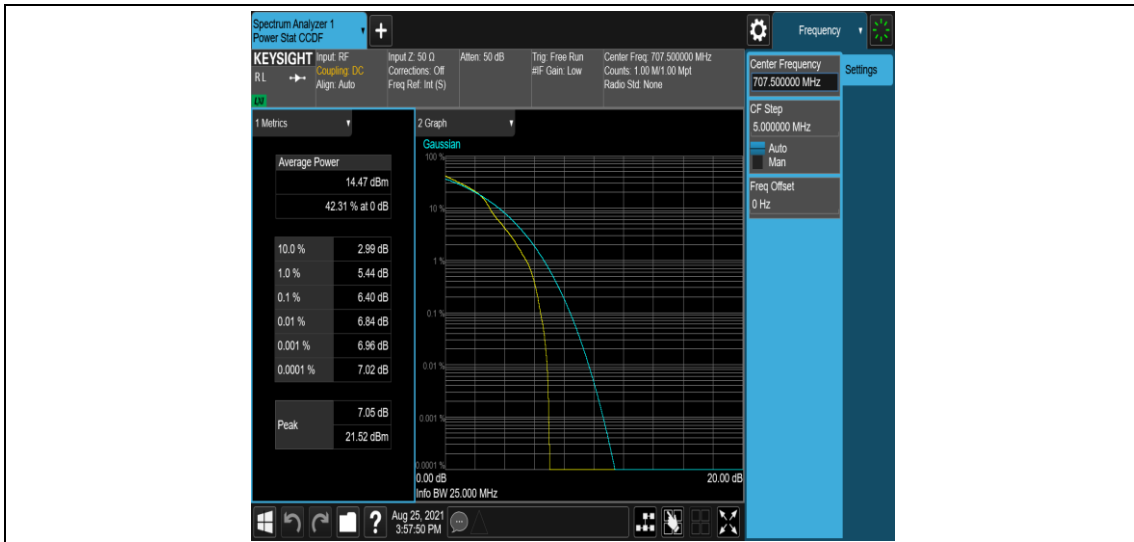 Spectrum Analyzer 1
Power Stat CCDF
+
Frequency
KEYSIGHT
RL
LXI
Input: RF
Coupling: DC
Align: Auto
Input Z: 50 Ω
Corrections: Off
Freq Ref: Int (S)
Atten: 50 dB
Trig: Free Run
#IF Gain: Low
Center Freq: 707.500000 MHz
Counts: 1.00 M/1.00 Mpt
Radio Std: None
Center Frequency
707.500000 MHz
Settings
CF Step
5.000000 MHz
Auto
Man
Freq Offset
0 Hz
1 Metrics
Average Power
14.47 dBm
42.31 % at 0 dB
10.0 % 2.99 dB
1.0 % 5.44 dB
0.1 % 6.40 dB
0.01 % 6.84 dB
0.001 % 6.96 dB
0.0001 % 7.02 dB
Peak
7.05 dB
21.52 dBm
2 Graph
Gaussian
100 %
10 %
1 %
0.1 %
0.01 %
0.001 %
0.0001 %
0.00 dB 20.00 dB
Info BW 25.000 MHz
?
Aug 25, 2021
3:57:50 PM